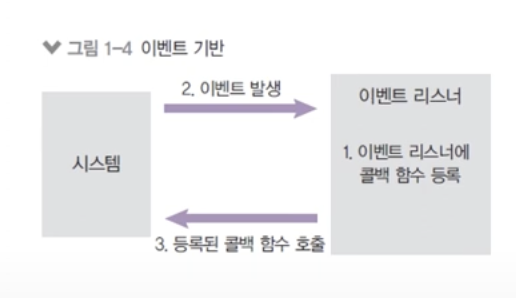 그림 1-4 이벤트 기반
2. 이벤트 발생
이벤트 리스너
시스템
1. 이벤트 리스너에
콜백 함수 등록
3. 등록된 콜백 함수 호출